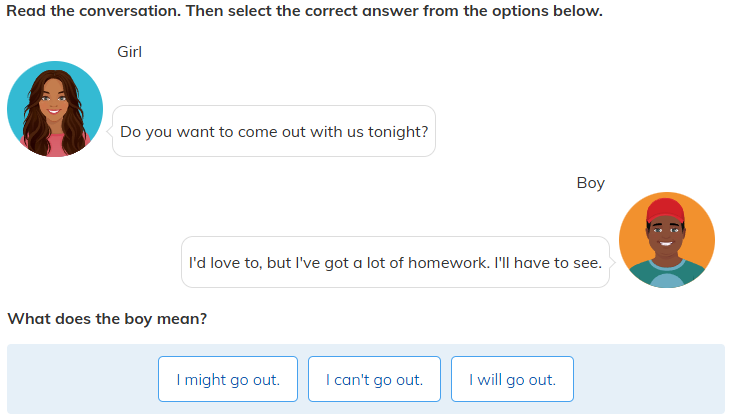 Read the conversation. Then select the correct answer from the options below.
Girl
Do you want to come out with us tonight?
Boy
I'd love to, but I've got a lot of homework. I'll have to see.
What does the boy mean?
I might go out.
I can't go out.
I will go out.